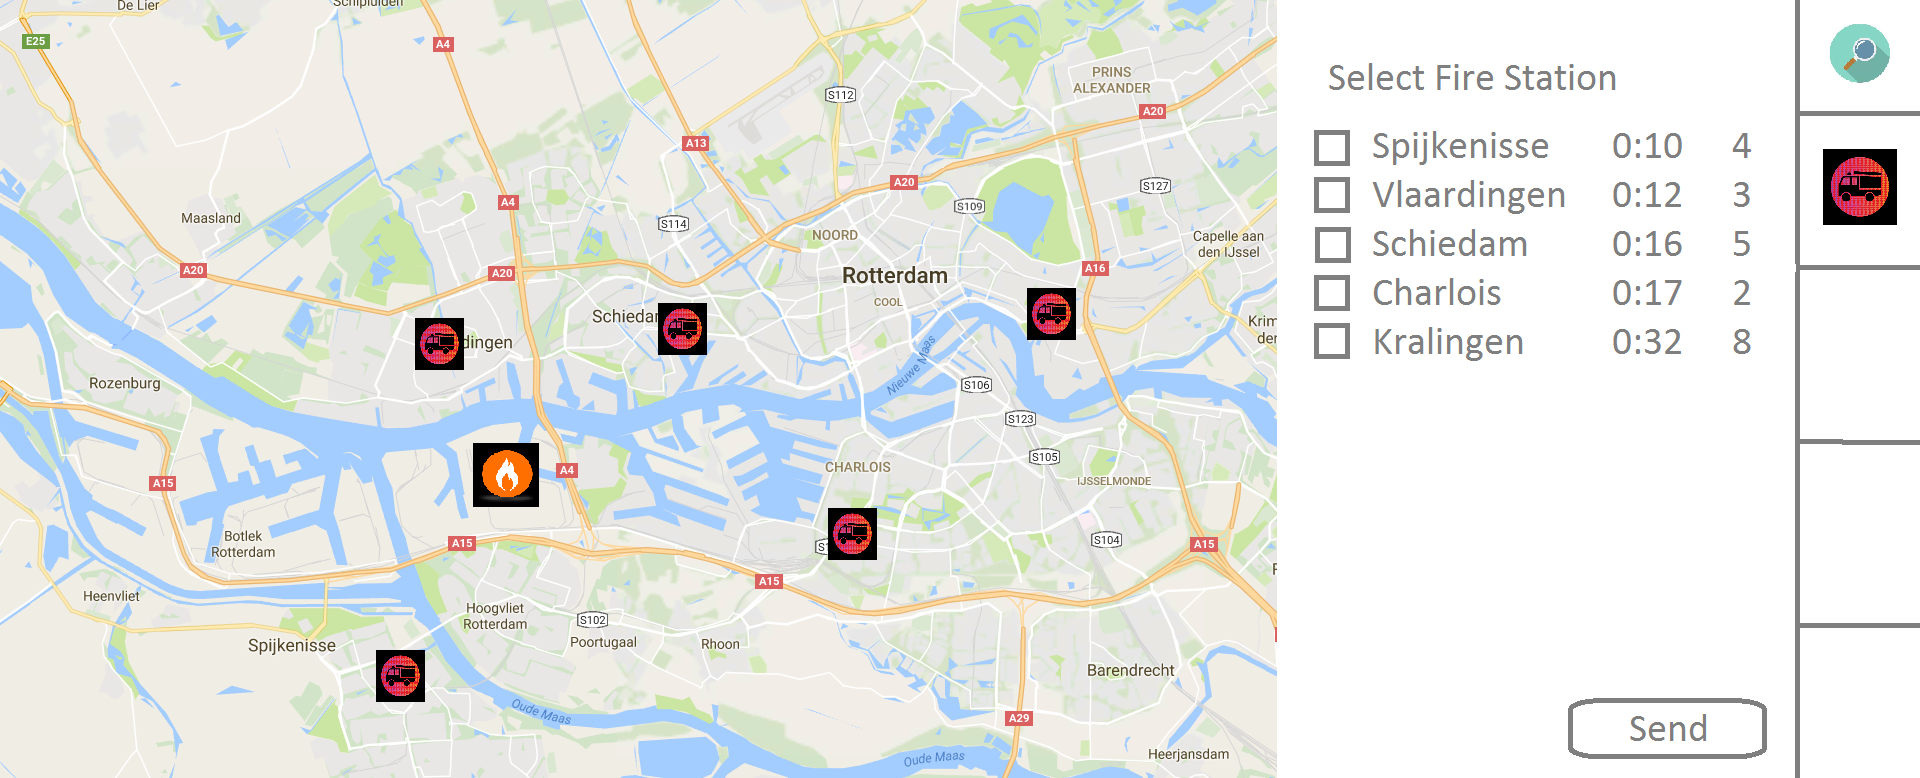 De Lier
Schipluiden
E25
A4
PRINS
ALEXANDER
S112
A20
A13
A20
S127
A4
S109
Maasland
S114
NOORD
Capelle aan
den IJssel
A20
A20
Rotterdam
A16
COOL
Schiedam
dingen
Nieuwe Maas
Rozenburg
S106
S123
CHARLOIS
S105
A4
A15
IJSSELMONDE
Botlek
Rotterdam
A15
S104
A15
A15
Heenvliet
Hoogvliet
Rotterdam
S102
Poortugaal
Rhoon
Spijkenisse
Barendrecht
Oude Maas
A29
Oude Maas
Heerjansdam
Select Fire Station
Spijkenisse 0:10 4
Vlaardingen 0:12 3
Schiedam 0:16 5
Charlois 0:17 2
Kralingen 0:32 8
Send